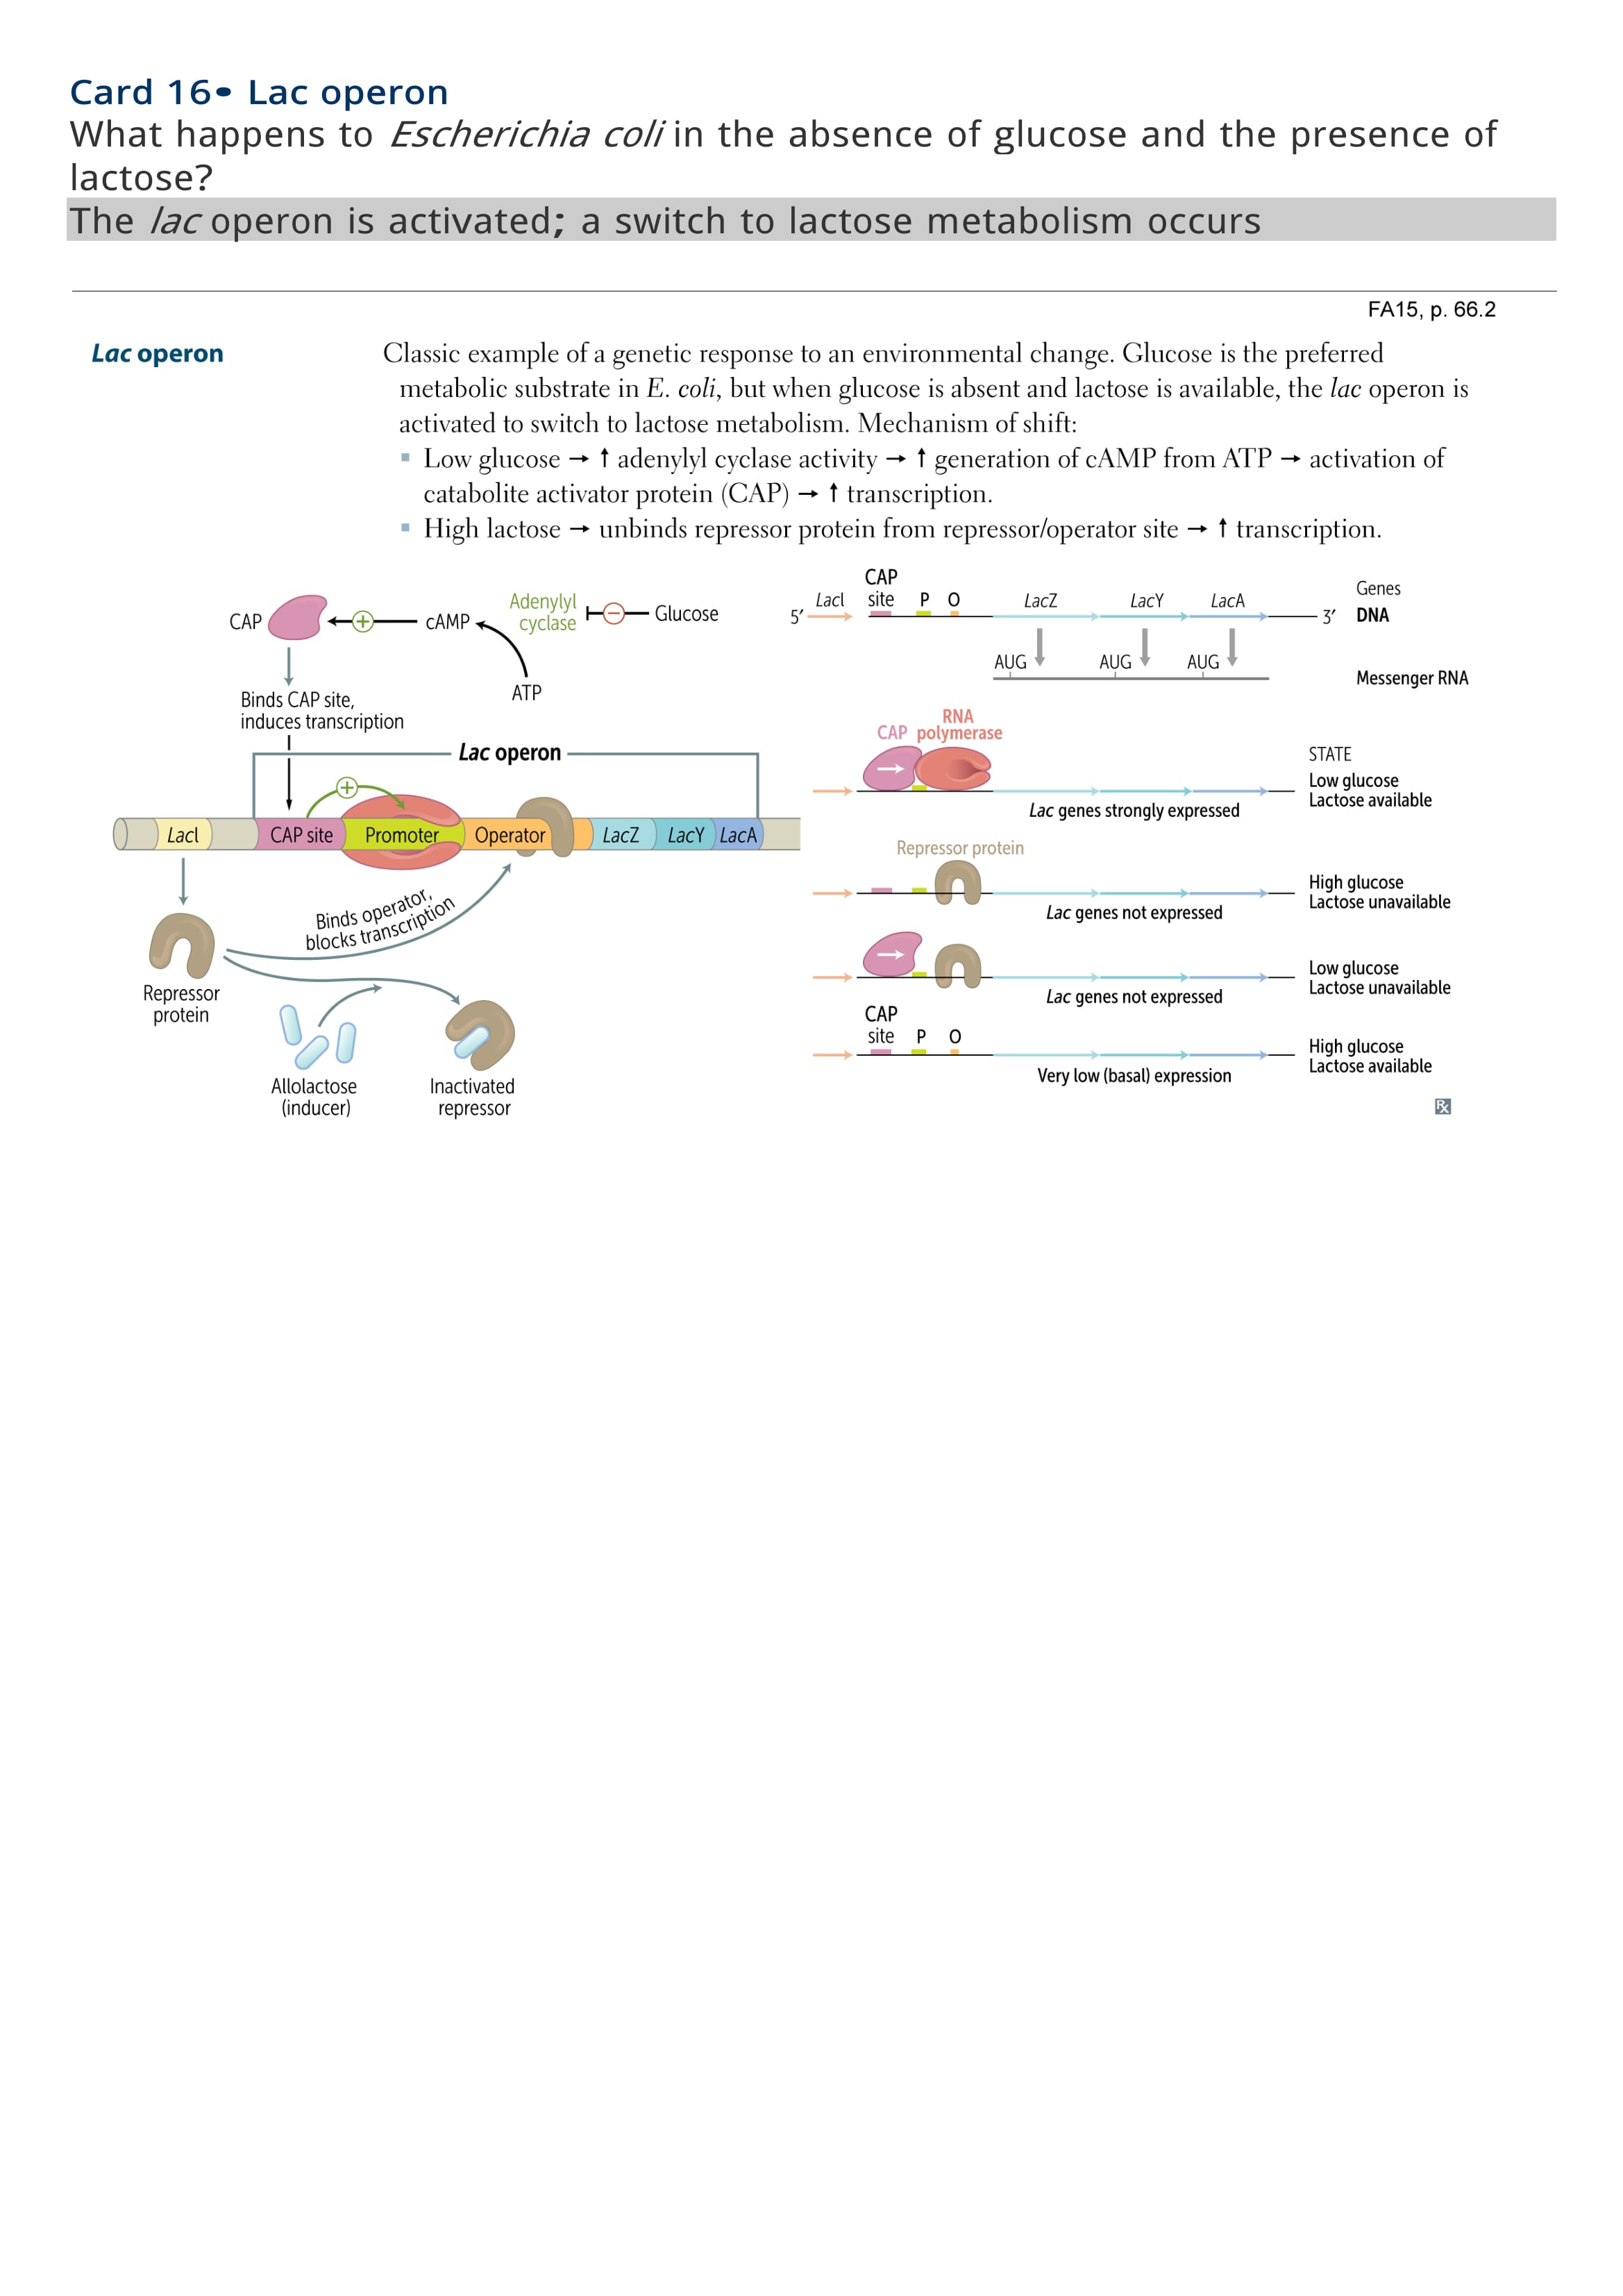 Card 16• Lac operon
What happens to Escherichia coli in the absence of glucose and the presence of
lactose?
The lac operon is activated; a switch to lactose metabolism occurs
FA15, p. 66.2
Lac operon
Classic example of a genetic response to an environmental change. Glucose is the preferred
metabolic substrate in E. coli, but when glucose is absent and lactose is available, the lac operon is
activated to switch to lactose metabolism. Mechanism of shift:
▪ Low glucose → ↑ adenylyl cyclase activity → ↑ generation of cAMP from ATP → activation of
catabolite activator protein (CAP) → ↑ transcription.
▪ High lactose → unbinds repressor protein from repressor/operator site → ↑ transcription.
CAP
+
cAMP
Adenylyl
cyclase
−
Glucose
ATP
Binds CAP site,
induces transcription
Lac operon
+
LacI
CAP site
Promoter
Operator
LacZ
LacY
LacA
Binds operator,
blocks transcription
Repressor
protein
Allolactose
(inducer)
Inactivated
repressor
CAP
site
LacI
P
O
LacZ
LacY
LacA
Genes
5′
3′
DNA
AUG
AUG
AUG
Messenger RNA
CAP
RNA
polymerase
STATE
Low glucose
Lactose available
Lac genes strongly expressed
Repressor protein
High glucose
Lactose unavailable
Lac genes not expressed
Low glucose
Lactose unavailable
Lac genes not expressed
CAP
site
P
O
High glucose
Lactose available
Very low (basal) expression
Rx